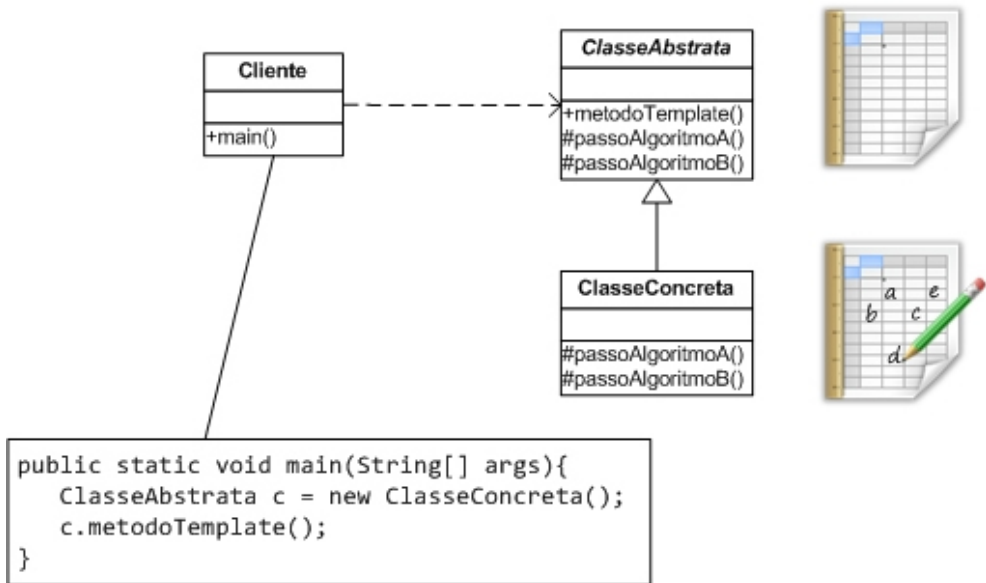 Cliente
+main()
ClasseAbstrata
+metodoTemplate()
#passoAlgoritmoA()
#passoAlgoritmoB()
ClasseConcreta
#passoAlgoritmoA()
#passoAlgoritmoB()
a e
b c
d
public static void main(String[] args){
   ClasseAbstrata c = new ClasseConcreta();
   c.metodoTemplate();
}